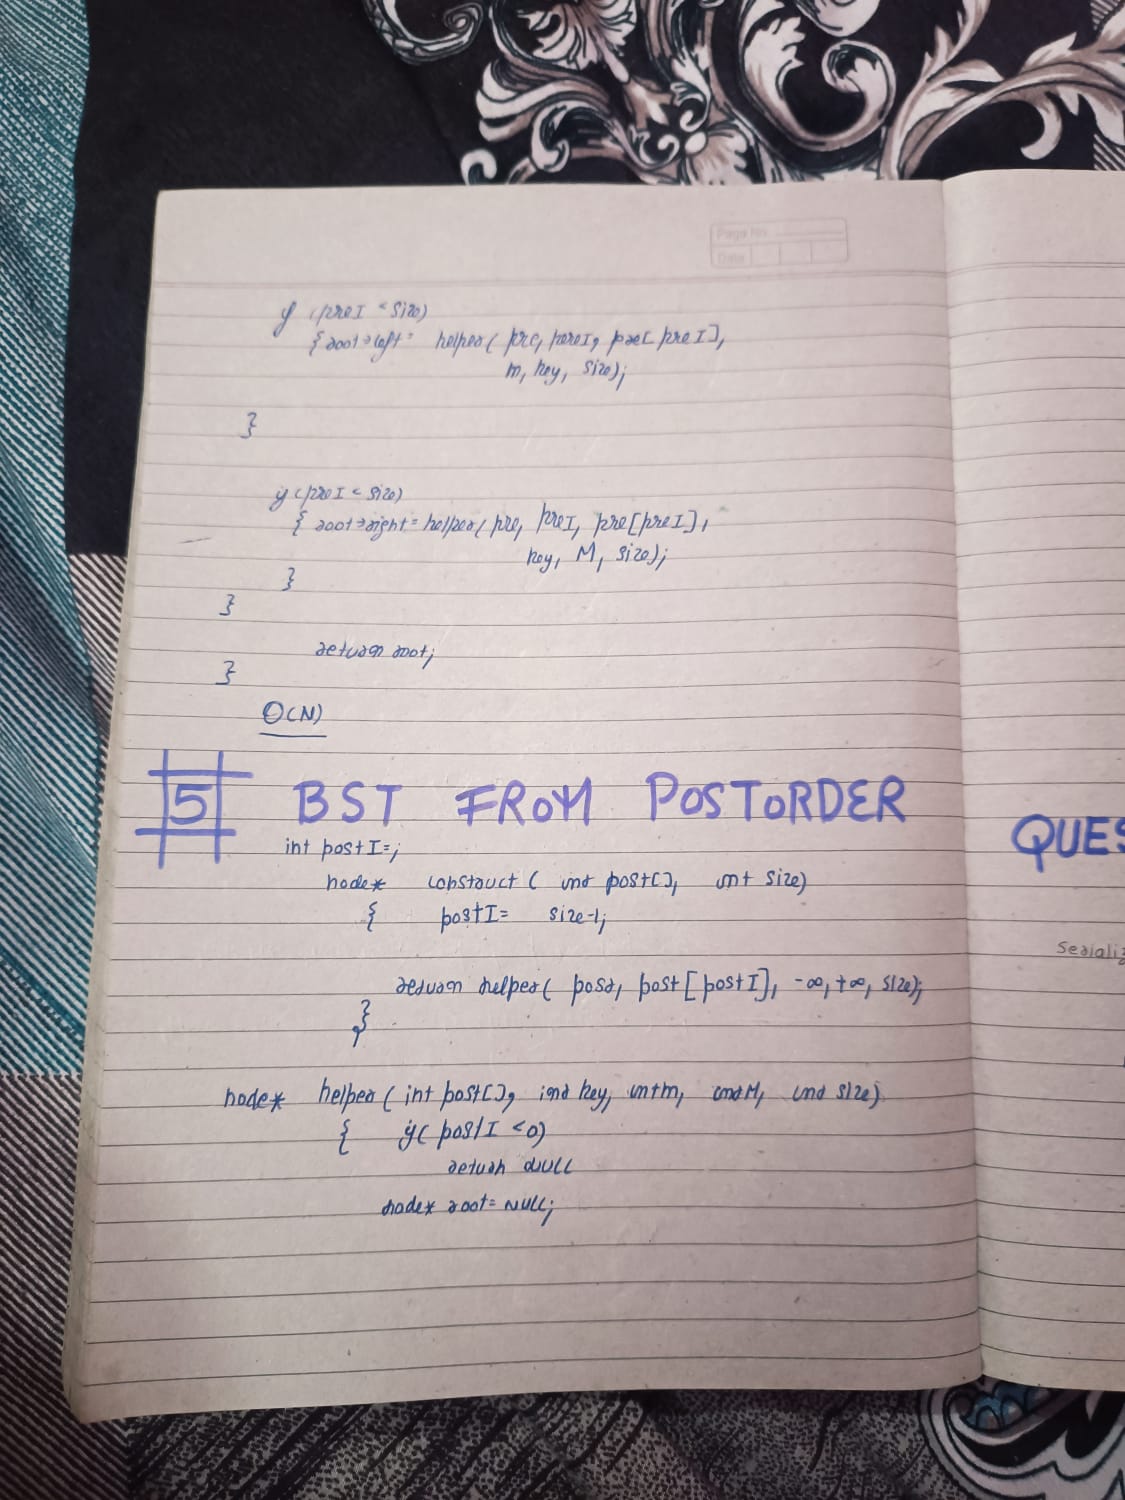 Page No.
Date
if (preI < size)
{ root->left = helper( pre, preI, pre[preI],
m, key, size);
}
if (preI < size)
{ root->right = helper( pre, preI, pre[preI],
key, M, size);
}
}
return root;
}
O(N)
5 BST FROM POSTORDER
int postI=;
node* construct ( int post[], int size)
{ postI= size-1;
return helper( post, post[postI], -∞, +∞, size);
}
node* helper ( int post[], int key, int m, int M, int size)
{ if( postI <0)
return NULL
node* root= NULL;
QUES
Serializ